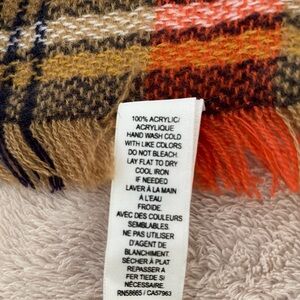 100% ACRYLIC/
ACRYLIQUE
HAND WASH COLD
WITH LIKE COLORS
DO NOT BLEACH.
LAY FLAT TO DRY
COOL IRON
IF NEEDED
LAVER À LA MAIN
À L'EAU
FROIDE.
AVEC DES COULEURS
SEMBLABLES.
NE PAS UTILISER
D'AGENT DE
BLANCHIMENT.
SÉCHER À PLAT
REPASSER A
FER TIEDE SI
NÉCESSAIRE.
RN58665 / CA57963